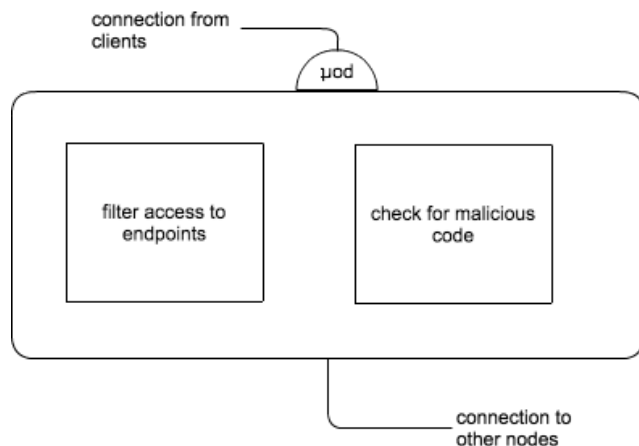 connection from
clients
port
filter access to
endpoints
check for malicious
code
connection to
other nodes